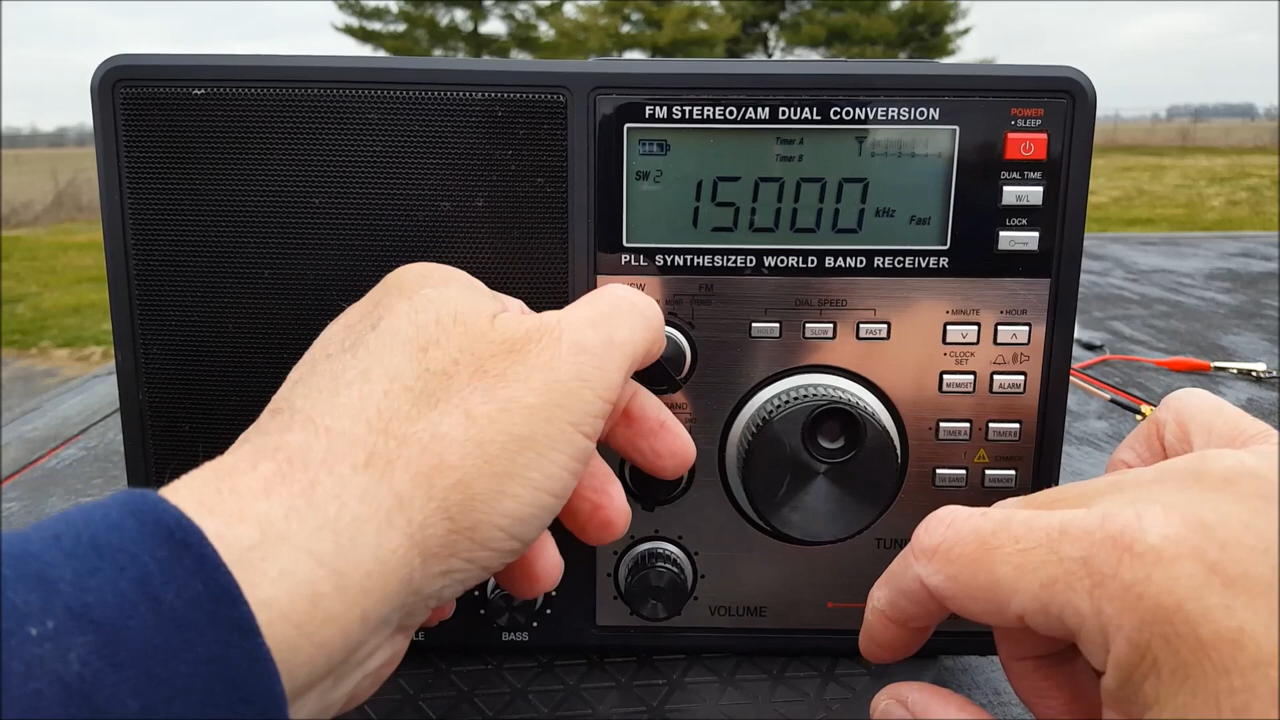 FM STEREO/AM DUAL CONVERSION
POWER
• SLEEP
Timer A
Timer B
SW 2
15000 kHz Fast
DUAL TIME
W/L
LOCK
PLL SYNTHESIZED WORLD BAND RECEIVER
FM
MONO STEREO
DIAL SPEED
HOLD SLOW FAST
• MINUTE • HOUR
• CLOCK SET
MEM/SET ALARM
TIMER A TIMER B
SW BAND MEMORY
VOLUME
BASS